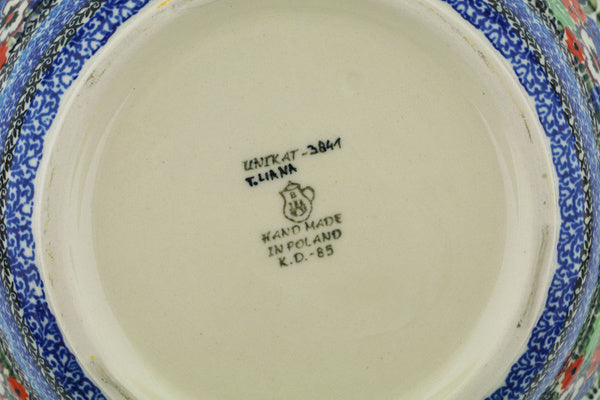 UNIKAT-3841
T.LIANA
B
HAND MADE
IN POLAND
K.D.-85